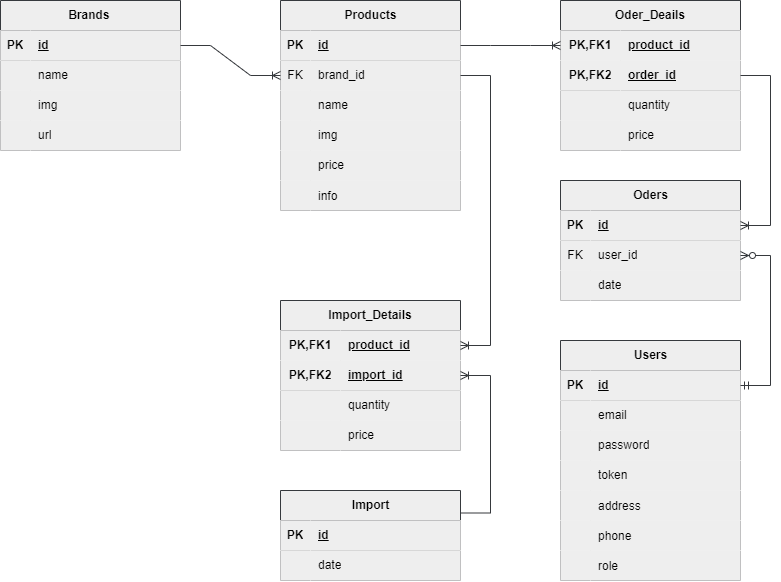 Brands
PK id
name
img
url
Products
PK id
FK brand_id
name
img
price
info
Oder_Deails
PK,FK1 product_id
PK,FK2 order_id
quantity
price
Oders
PK id
FK user_id
date
Import_Details
PK,FK1 product_id
PK,FK2 import_id
quantity
price
Users
PK id
email
password
token
address
phone
role
Import
PK id
date